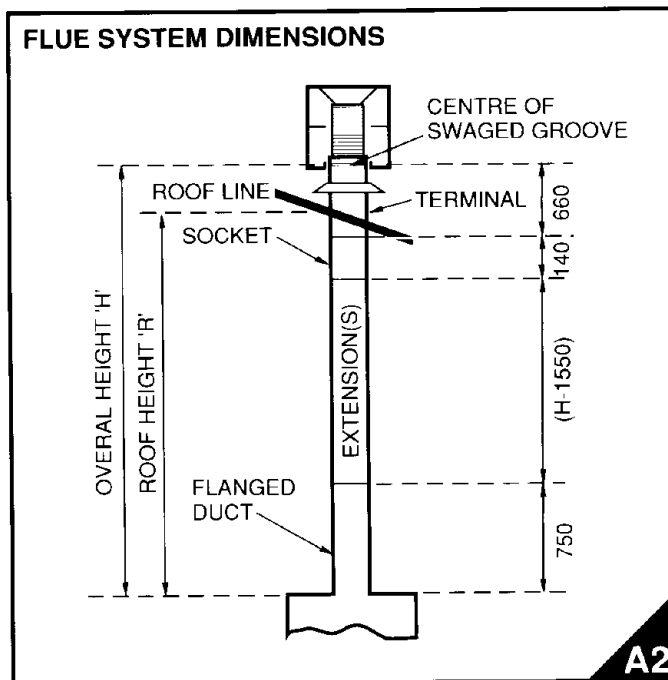 FLUE SYSTEM DIMENSIONS
CENTRE OF
SWAGED GROOVE
ROOF LINE
TERMINAL
SOCKET
660
140
OVERAL HEIGHT 'H'
ROOF HEIGHT 'R'
EXTENSION(S)
(H-1550)
FLANGED
DUCT
750
A2